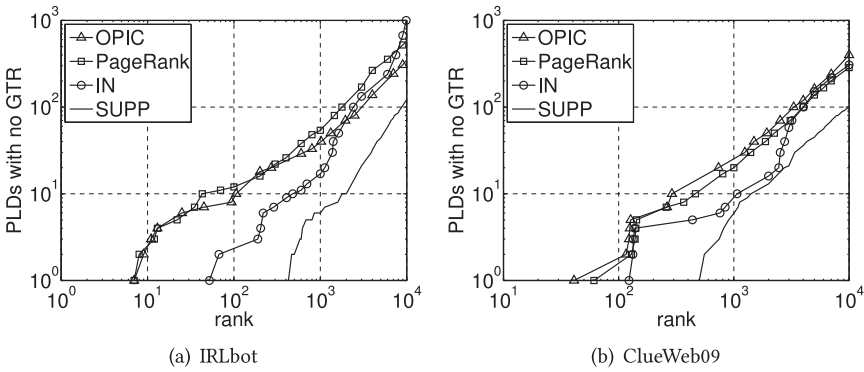 PLDs with no GTR
10^3
10^2
10^1
10^0
OPIC
PageRank
IN
SUPP
10^0 10^1 10^2 10^3 10^4
rank
(a) IRLbot
PLDs with no GTR
10^3
10^2
10^1
10^0
OPIC
PageRank
IN
SUPP
10^1 10^2 10^3 10^4
rank
(b) ClueWeb09